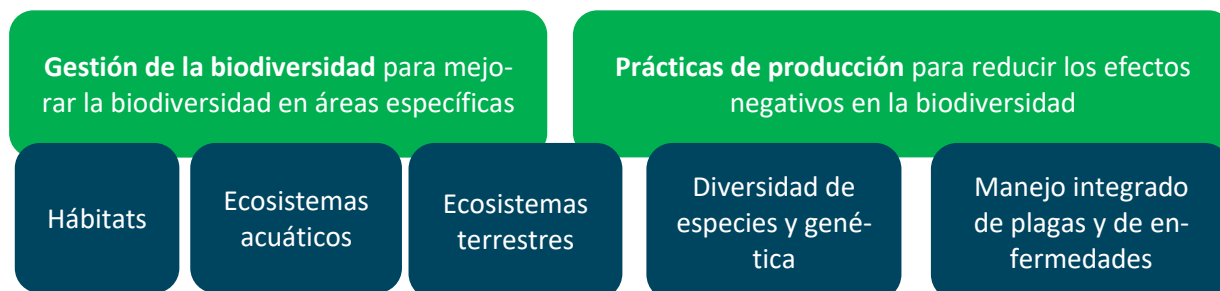 Gestión de la biodiversidad para mejo-
rar la biodiversidad en áreas específicas
Prácticas de producción para reducir los efectos
negativos en la biodiversidad
Hábitats
Ecosistemas
acuáticos
Ecosistemas
terrestres
Diversidad de
especies y gené-
tica
Manejo integrado
de plagas y de en-
fermedades